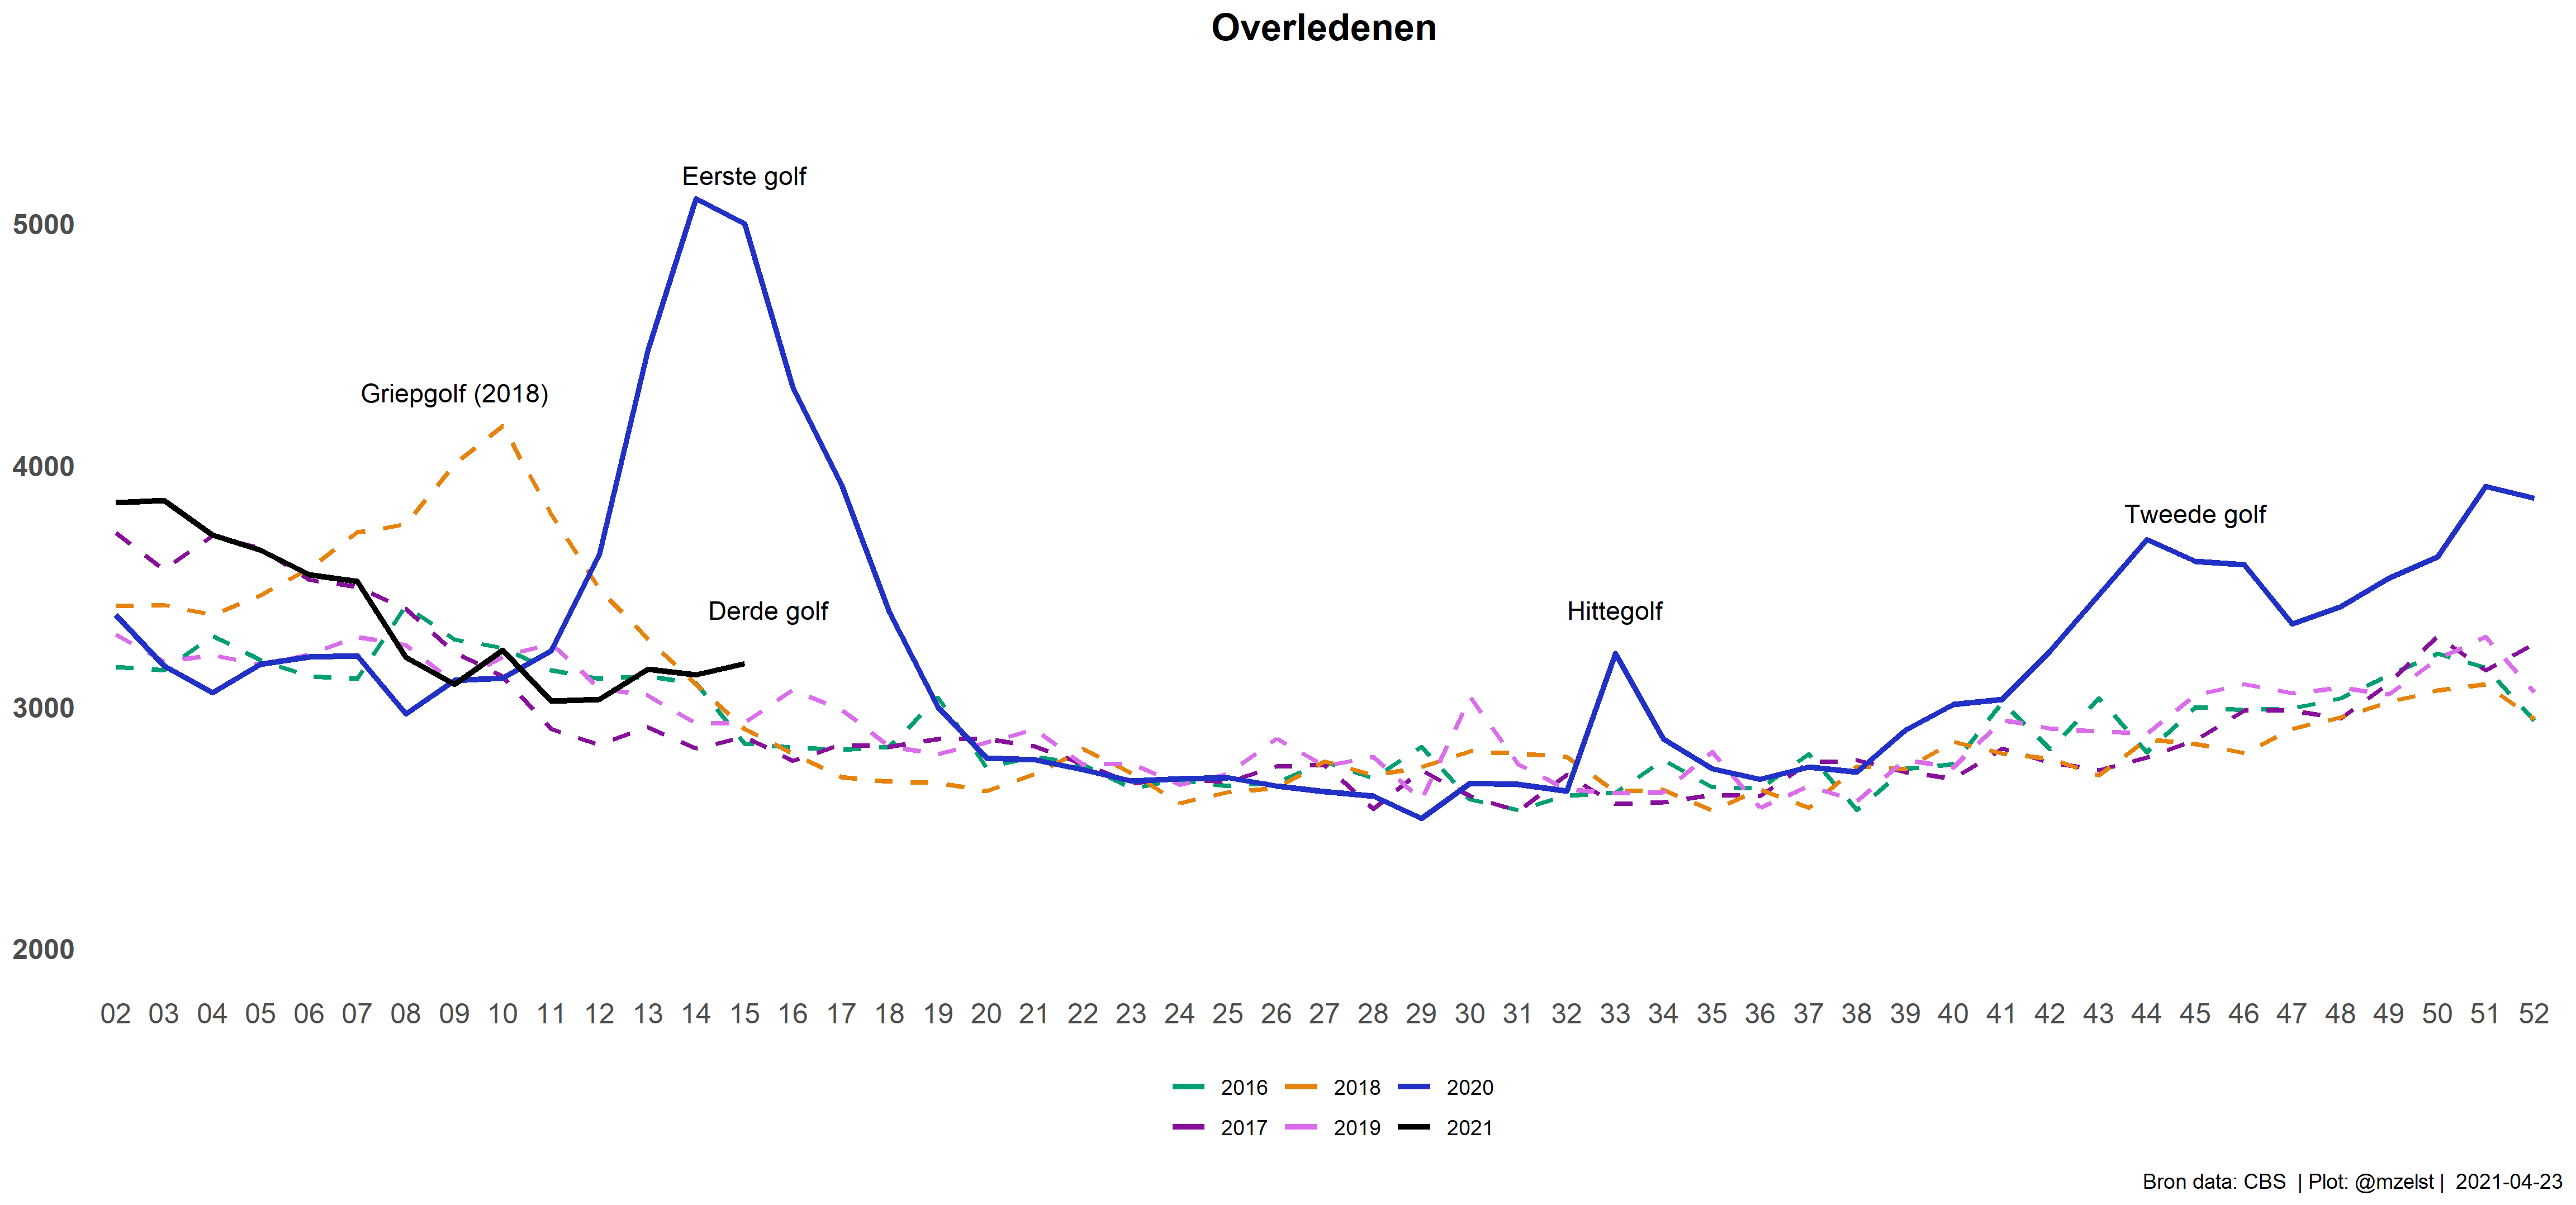 Overledenen
Eerste golf
5000
Griepgolf (2018)
4000
Tweede golf
Derde golf
Hittegolf
3000
2000
02 03 04 05 06 07 08 09 10 11 12 13 14 15 16 17 18 19 20 21 22 23 24 25 26 27 28 29 30 31 32 33 34 35 36 37 38 39 40 41 42 43 44 45 46 47 48 49 50 51 52
2016 2018 2020
2017 2019 2021
Bron data: CBS | Plot: @mzelst | 2021-04-23